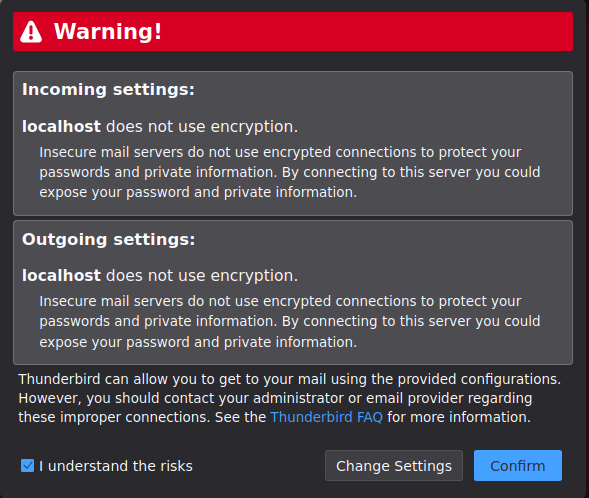 Warning!
Incoming settings:
localhost does not use encryption.
Insecure mail servers do not use encrypted connections to protect your
passwords and private information. By connecting to this server you could
expose your password and private information.
Outgoing settings:
localhost does not use encryption.
Insecure mail servers do not use encrypted connections to protect your
passwords and private information. By connecting to this server you could
expose your password and private information.
Thunderbird can allow you to get to your mail using the provided configurations.
However, you should contact your administrator or email provider regarding
these improper connections. See the Thunderbird FAQ for more information.
I understand the risks
Change Settings
Confirm